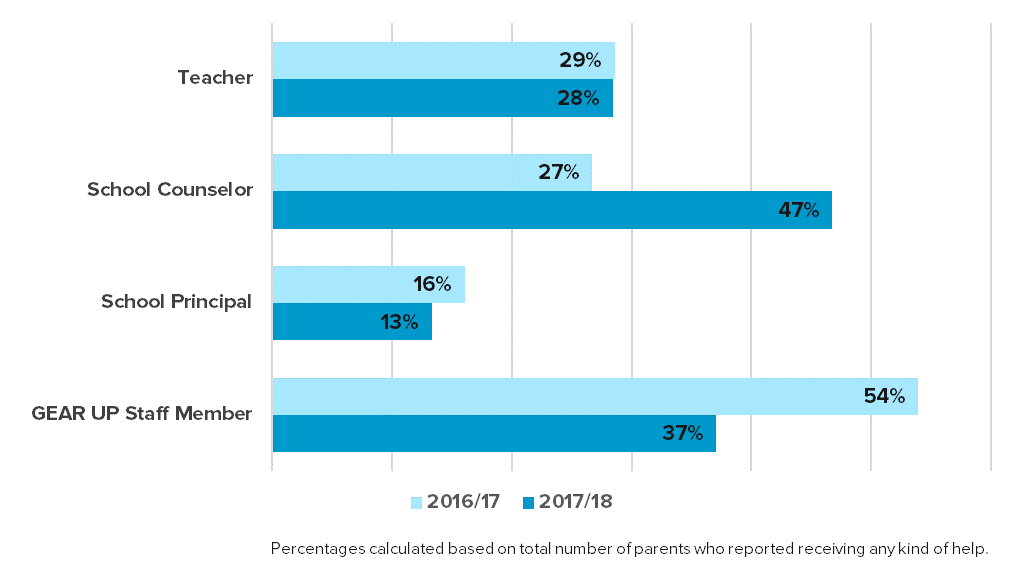 Teacher
29%
28%
School Counselor
27%
47%
School Principal
16%
13%
GEAR UP Staff Member
54%
37%
2016/17 2017/18
Percentages calculated based on total number of parents who reported receiving any kind of help.